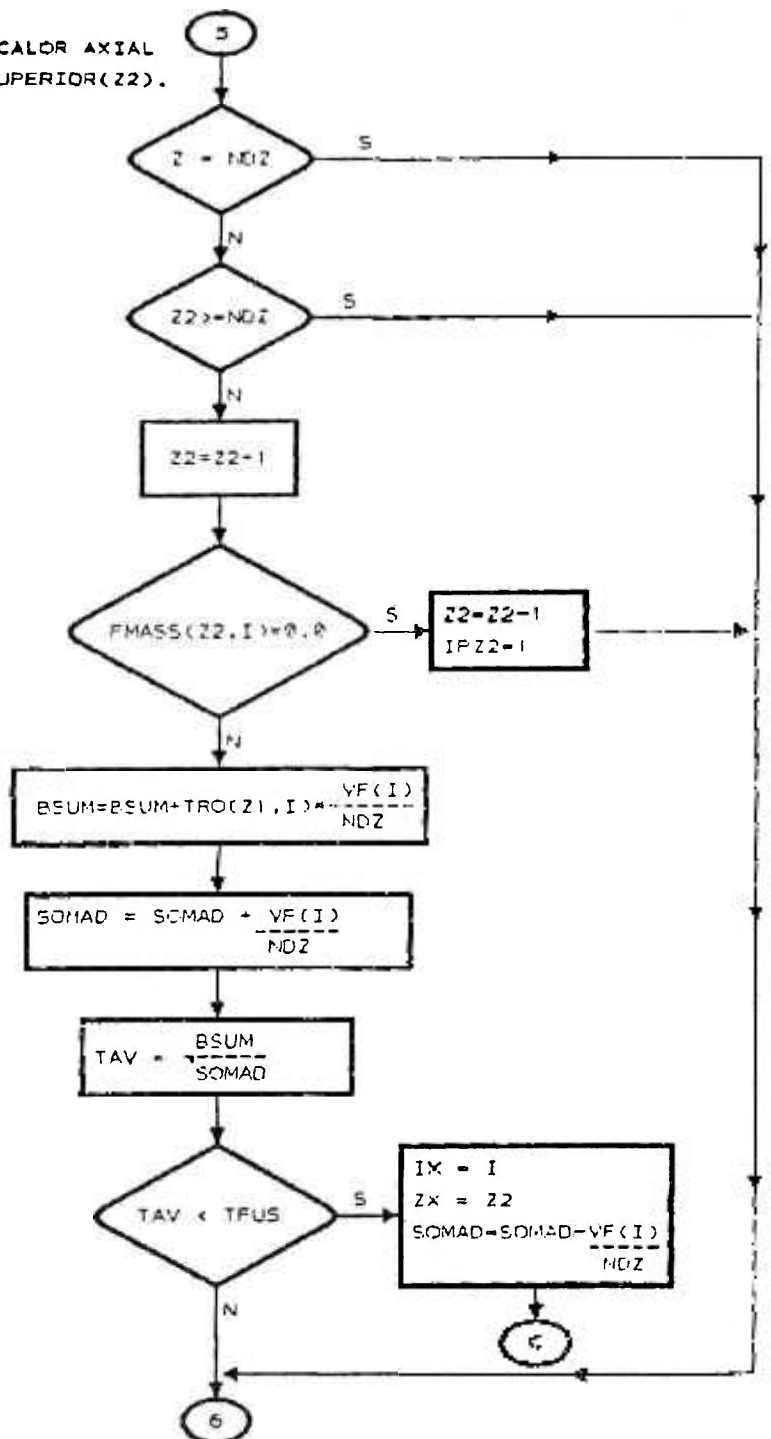 CALOR AXIAL
UPERIOR(Z2).
5
Z = NDZ
S
N
Z2>=NDZ
S
N
Z2=Z2-1
FMASS(Z2,I)=0.0
S
Z2=Z2-1
IPZ2=1
N
BSUM=BSUM+TRO(Z1,I)*VF(I)
NDZ
SOMAD = SOMAD + VF(I)
NDZ
TAV = BSUM
SOMAD
TAV < TFUS
S
IX = I
ZX = Z2
SOMAD=SOMAD-VF(I)
NDZ
N
6